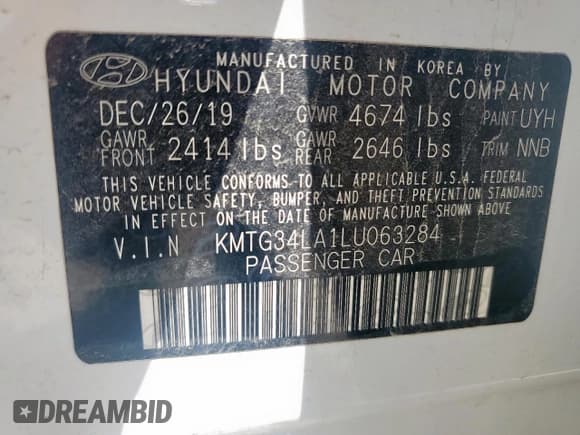 MANUFACTURED IN KOREA BY
HYUNDAI MOTOR COMPANY
DEC/26/19 GVWR 4674 lbs PAINT UYH
GAWR FRONT 2414 lbs GAWR REAR 2646 lbs TRIM NNB
THIS VEHICLE CONFORMS TO ALL APPLICABLE U.S.A. FEDERAL
MOTOR VEHICLE SAFETY, BUMPER, AND THEFT PREVENTION STANDARDS
IN EFFECT ON THE DATE OF MANUFACTURE SHOWN ABOVE
V.I.N KMTG34LA1LU063284
PASSENGER CAR
DREAMBID